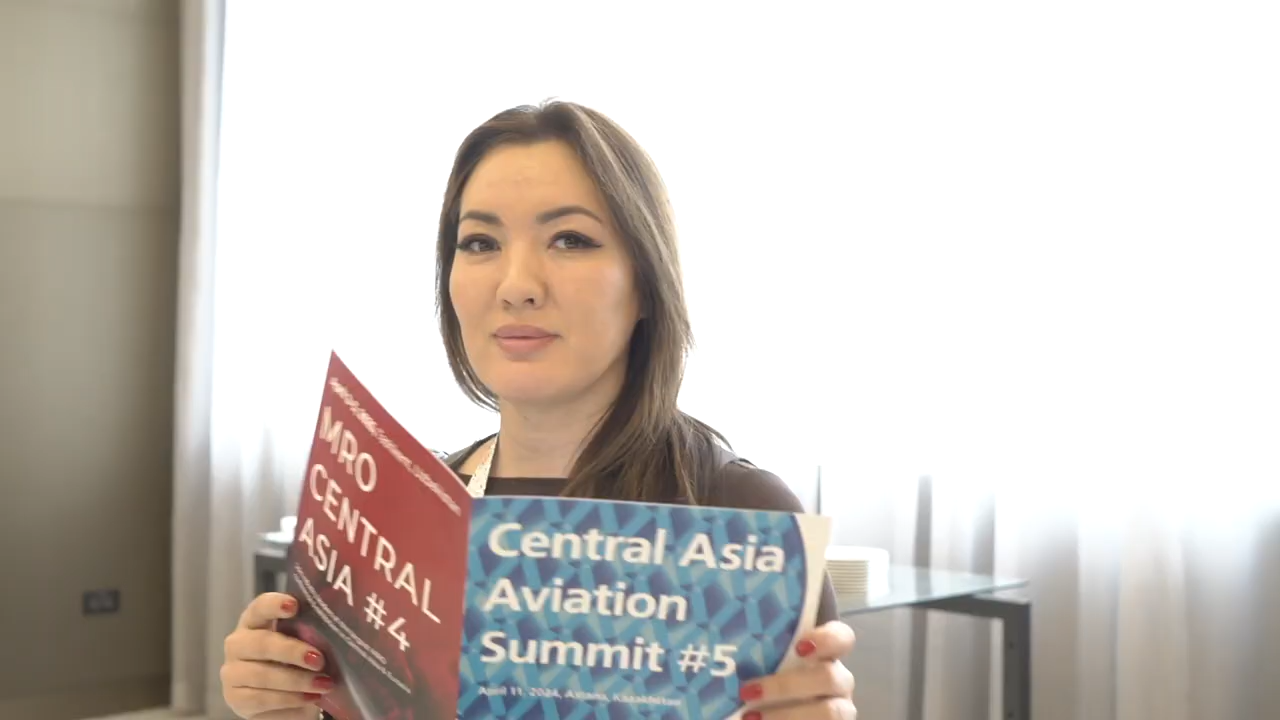 MRO
CENTRAL
ASIA #4
Central Asia
Aviation
Summit #5
April 11, 2024, Astana, Kazakhstan